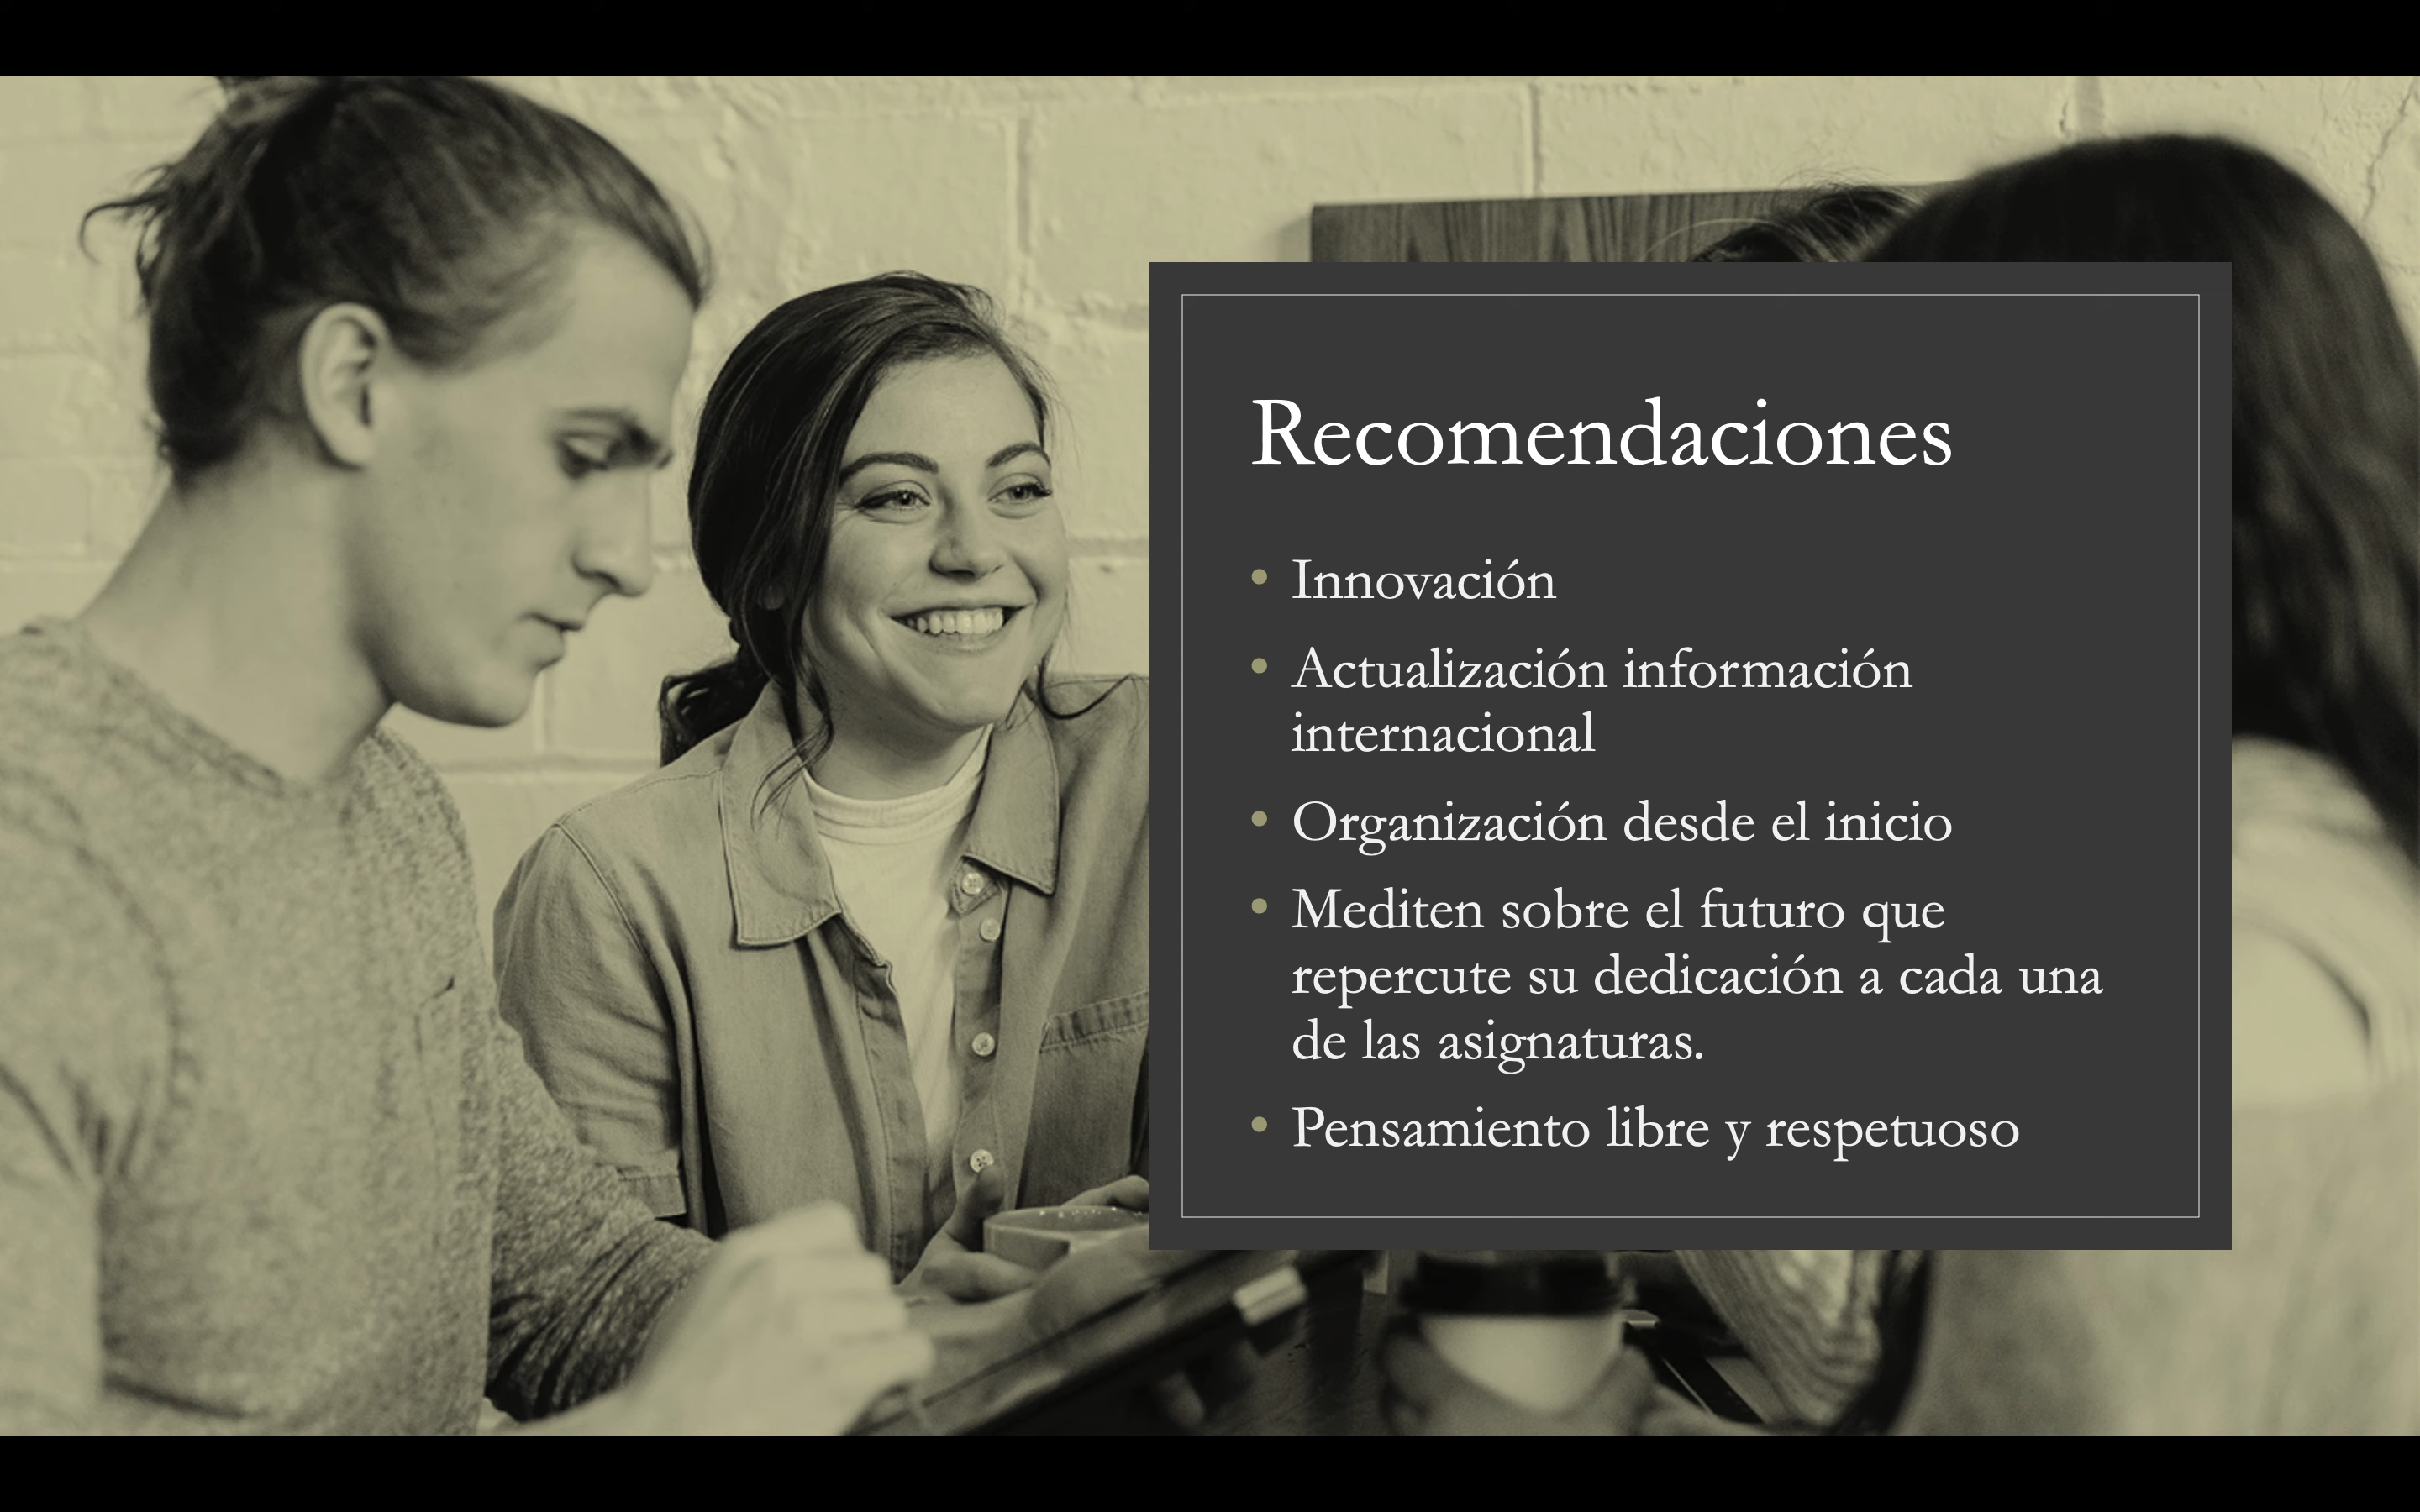 Recomendaciones
• Innovación
• Actualización información
internacional
• Organización desde el inicio
• Mediten sobre el futuro que
repercute su dedicación a cada una
de las asignaturas.
• Pensamiento libre y respetuoso